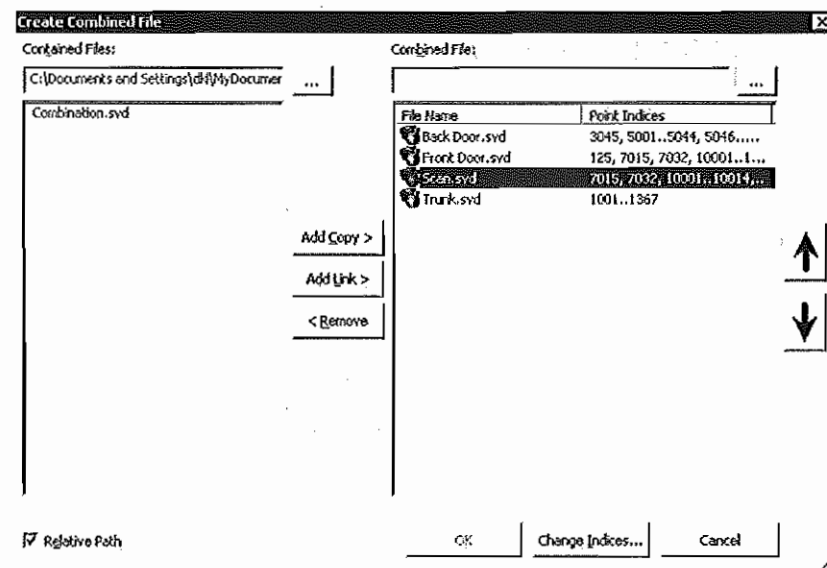 Create Combined File
Contained Files:
C:\Documents and Settings\dH\MyDocumer
...
Combination.svd
Add Copy >
Add Link >
< Remove
Combined File:
...
File Name Point Indices
Back Door.svd 3045, 5001..5044, 5046.....
Front Door.svd 125, 7015, 7032, 10001..1...
Scan.svd 7015, 7032, 10001..10014,...
Trunk.svd 1001..1367
Relative Path
OK
Change Indices...
Cancel